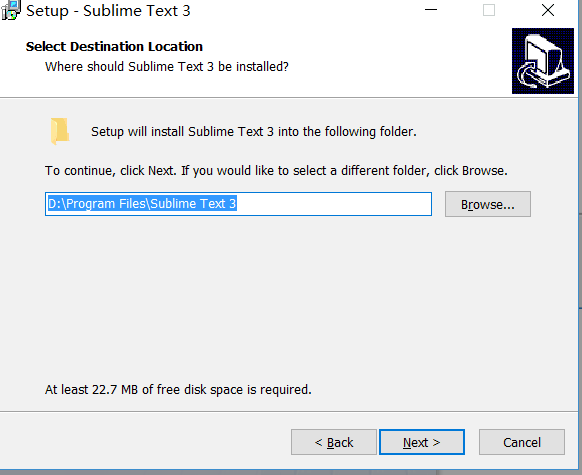 Setup - Sublime Text 3
Select Destination Location
Where should Sublime Text 3 be installed?
Setup will install Sublime Text 3 into the following folder.
To continue, click Next. If you would like to select a different folder, click Browse.
D:\Program Files\Sublime Text 3
Browse...
At least 22.7 MB of free disk space is required.
< Back
Next >
Cancel